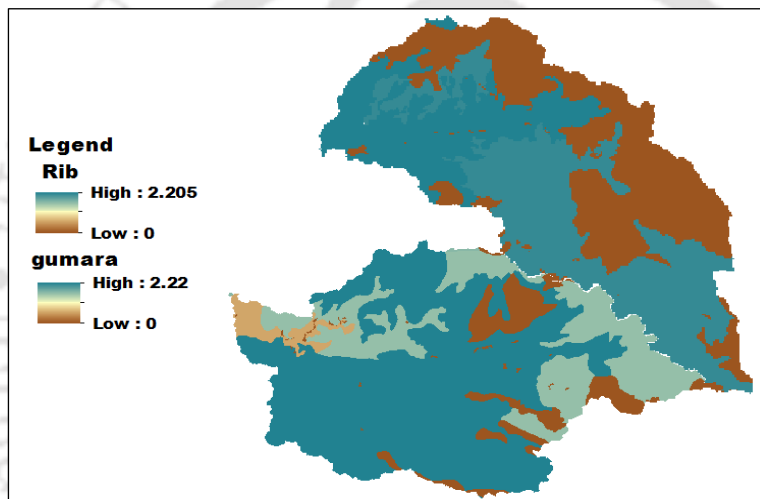 Legend
Rib
High : 2.205
Low : 0
gumara
High : 2.22
Low : 0